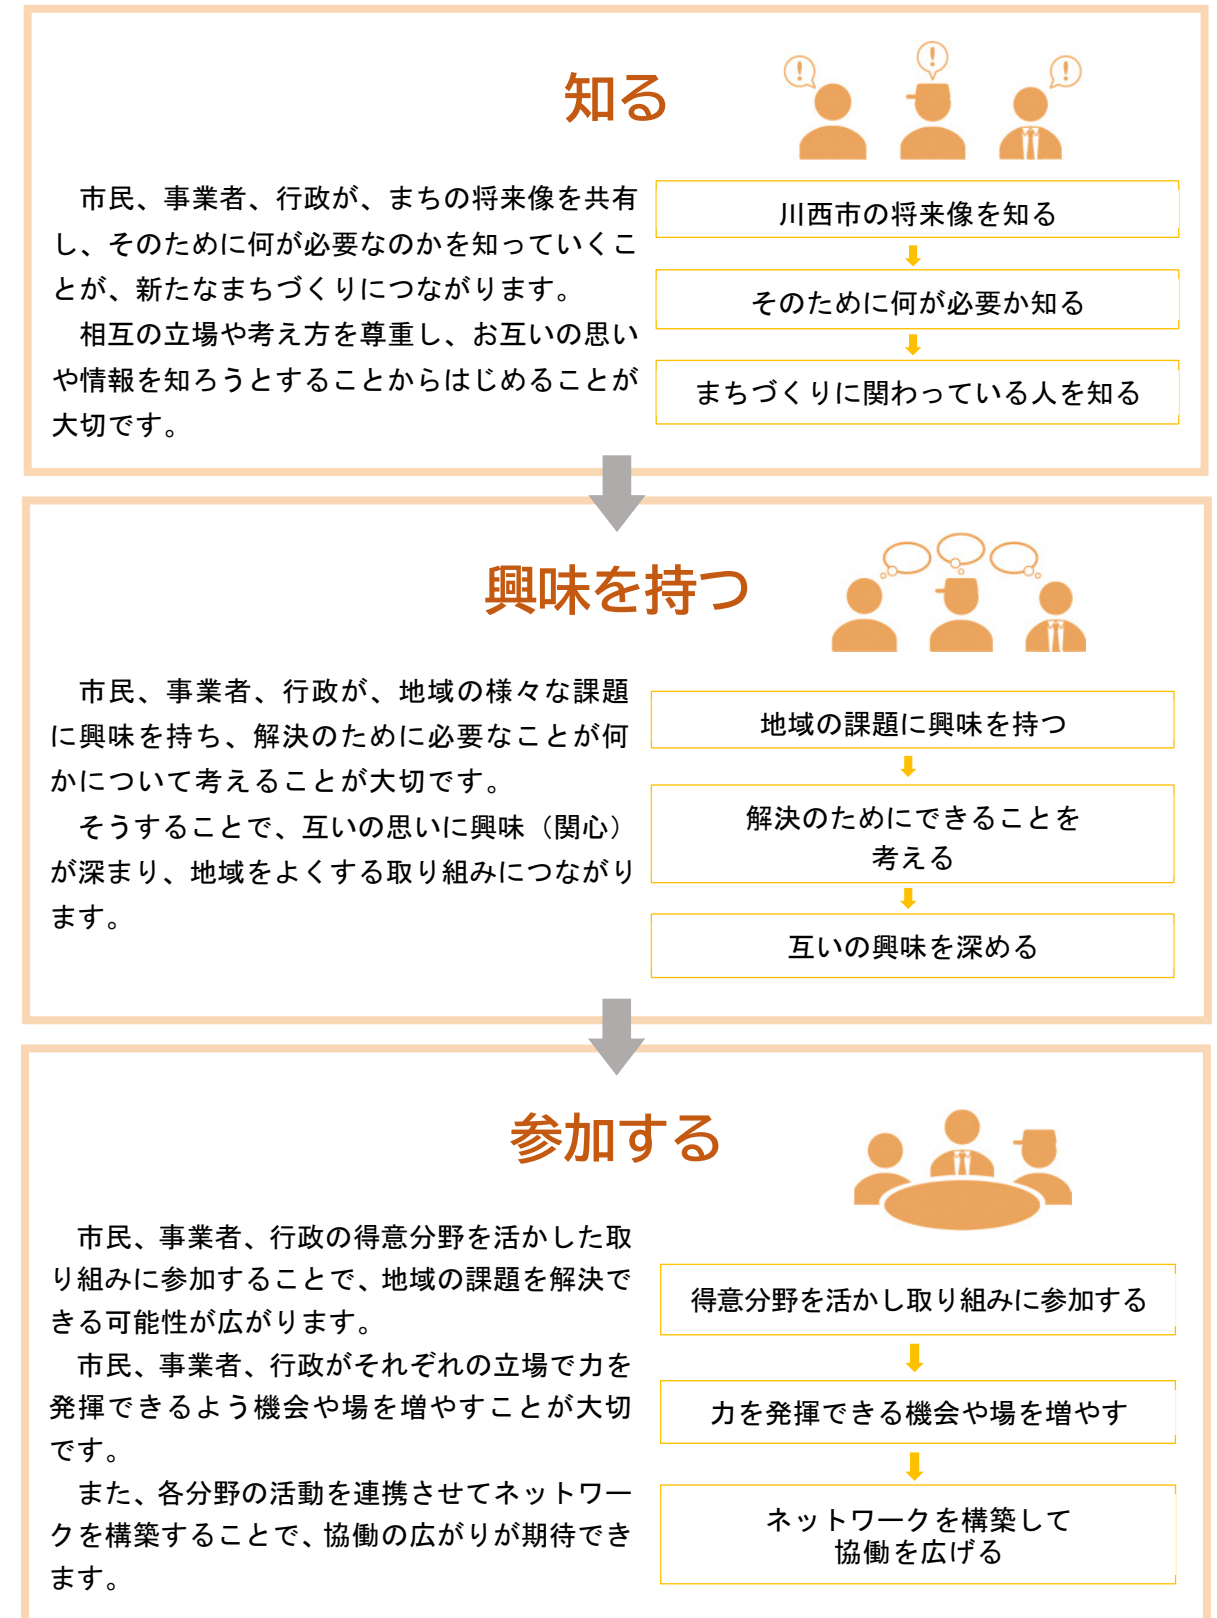 知る
市民、事業者、行政が、まちの将来像を共有
し、そのために何が必要なのかを知っていくこ
とが、新たなまちづくりにつながります。
相互の立場や考え方を尊重し、お互いの思い
や情報を知ろうとすることからはじめることが
大切です。
川西市の将来像を知る
そのために何が必要か知る
まちづくりに関わっている人を知る
興味を持つ
市民、事業者、行政が、地域の様々な課題
に興味を持ち、解決のために必要なことが何
かについて考えることが大切です。
そうすることで、互いの思いに興味（関心）
が深まり、地域をよくする取り組みにつながり
ます。
地域の課題に興味を持つ
解決のためにできることを
考える
互いの興味を深める
参加する
市民、事業者、行政の得意分野を活かした取
り組みに参加することで、地域の課題を解決で
きる可能性が広がります。
市民、事業者、行政がそれぞれの立場で力を
発揮できるよう機会や場を増やすことが大切
です。
また、各分野の活動を連携させてネットワー
クを構築することで、協働の広がりが期待でき
ます。
得意分野を活かし取り組みに参加する
力を発揮できる機会や場を増やす
ネットワークを構築して
協働を広げる